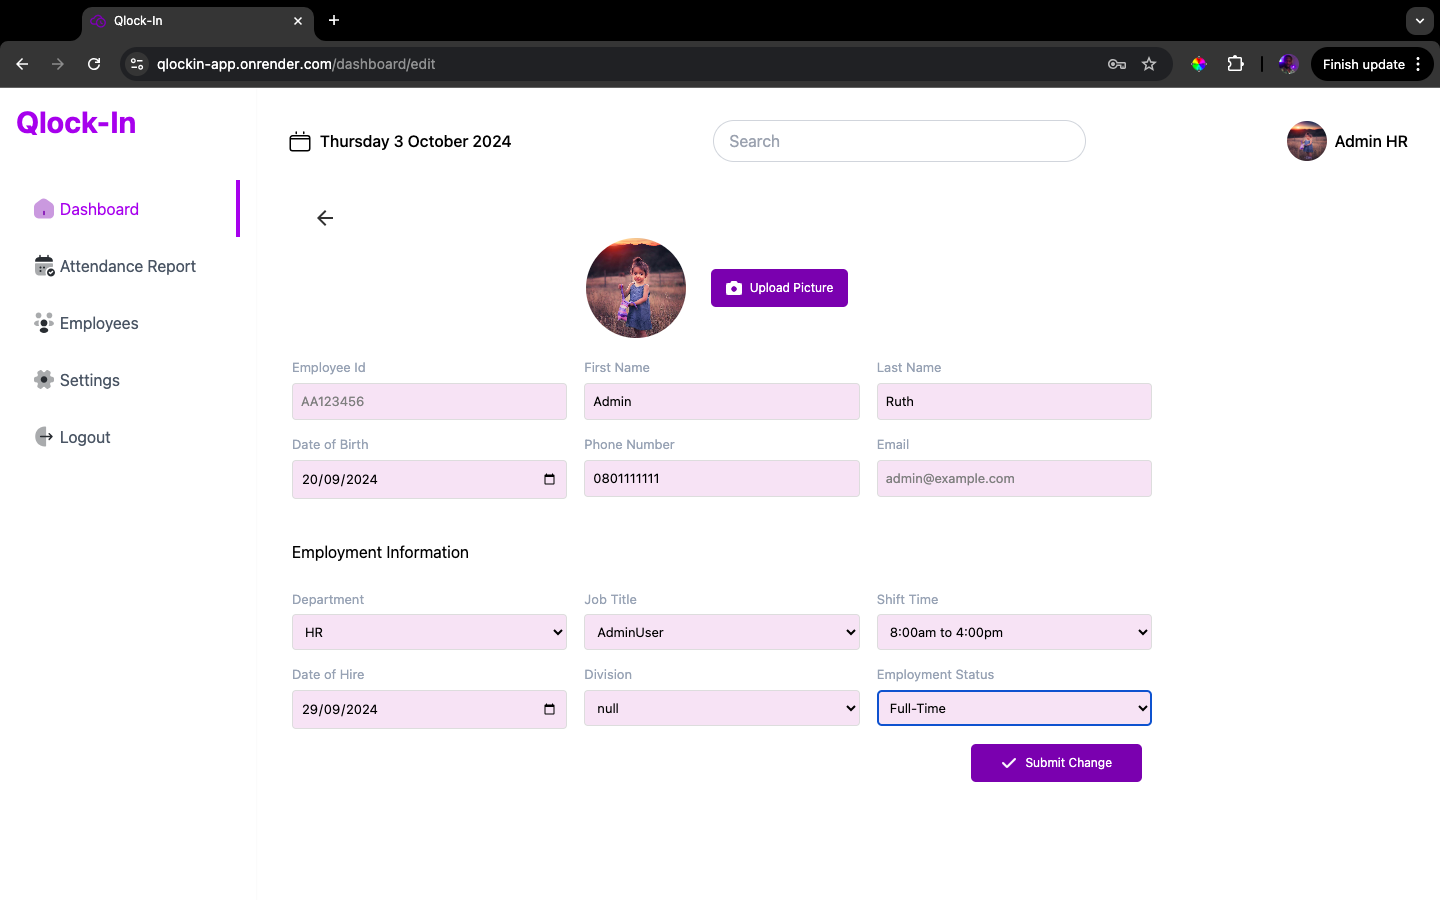 Qlock-In
qlockin-app.onrender.com/dashboard/edit
Finish update
Qlock-In
Thursday 3 October 2024
Search
Admin HR
Dashboard
Attendance Report
Employees
Settings
Logout
Upload Picture
Employee Id
First Name
Last Name
AA123456
Admin
Ruth
Date of Birth
Phone Number
Email
20/09/2024
0801111111
admin@example.com
Employment Information
Department
Job Title
Shift Time
HR
AdminUser
8:00am to 4:00pm
Date of Hire
Division
Employment Status
29/09/2024
null
Full-Time
Submit Change